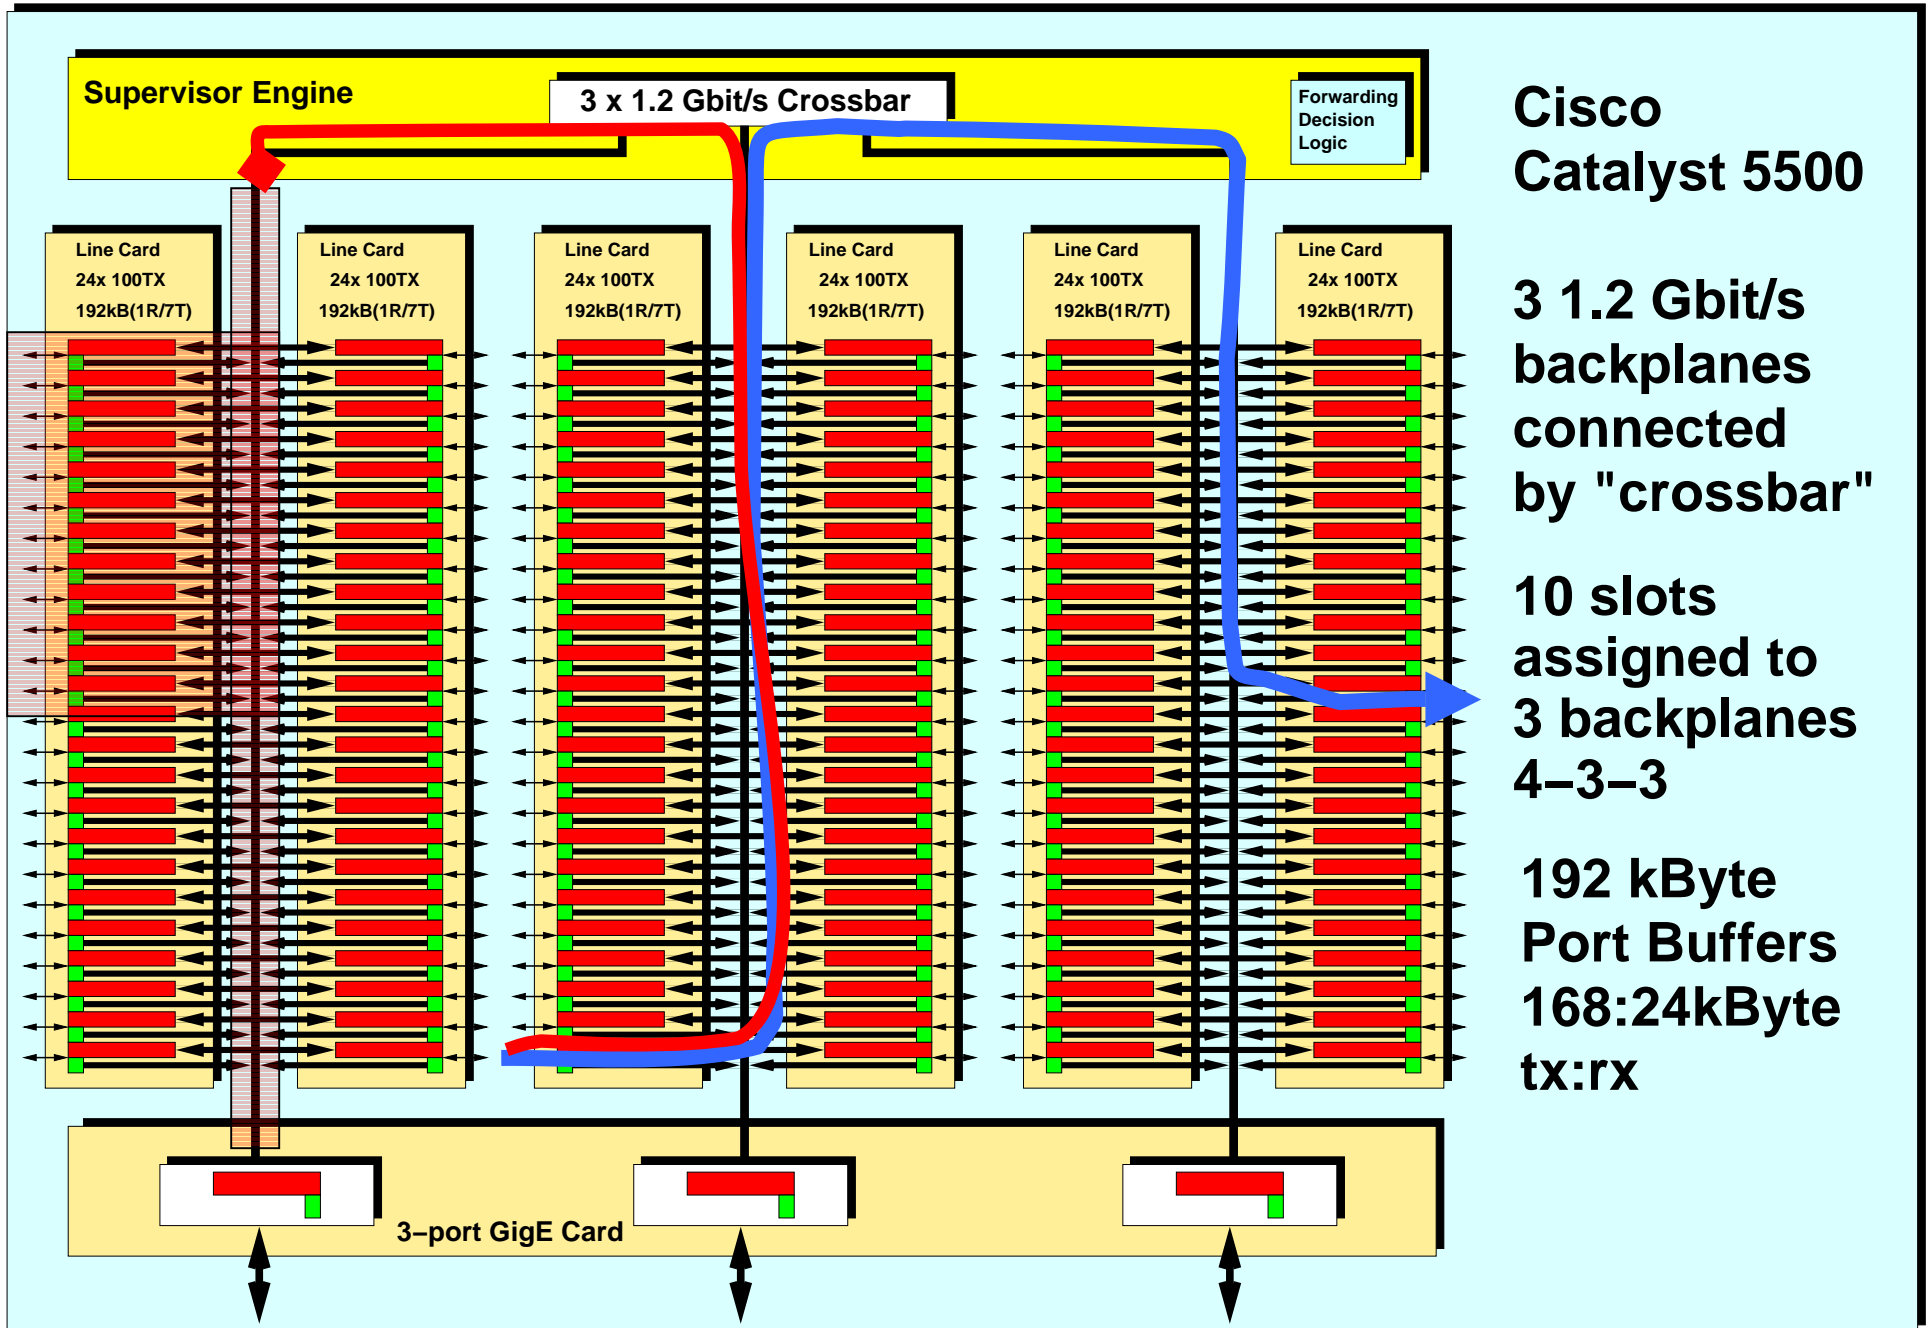 Supervisor Engine
3 x 1.2 Gbit/s Crossbar
Forwarding
Decision
Logic
Line Card
24x 100TX
192kB(1R/7T)
Line Card
24x 100TX
192kB(1R/7T)
Line Card
24x 100TX
192kB(1R/7T)
Line Card
24x 100TX
192kB(1R/7T)
Line Card
24x 100TX
192kB(1R/7T)
Line Card
24x 100TX
192kB(1R/7T)
3−port GigE Card
Cisco
Catalyst 5500
3 1.2 Gbit/s
backplanes
connected
by "crossbar"
10 slots
assigned to
3 backplanes
4−3−3
192 kByte
Port Buffers
168:24kByte
tx:rx